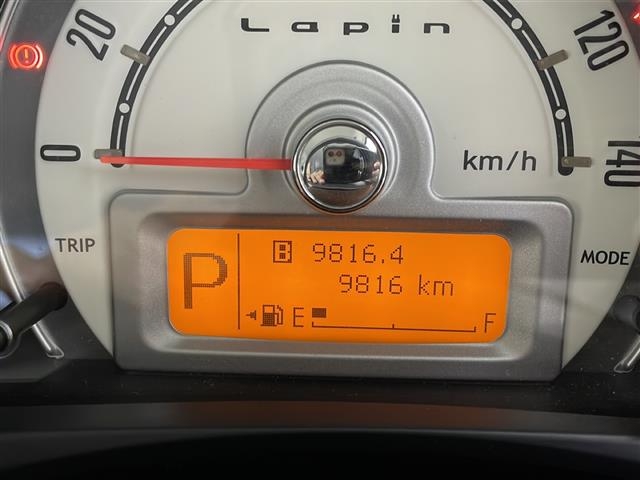 Lapin
20
120
0
km/h
140
TRIP
MODE
P
B 9816.4
9816 km
E
F